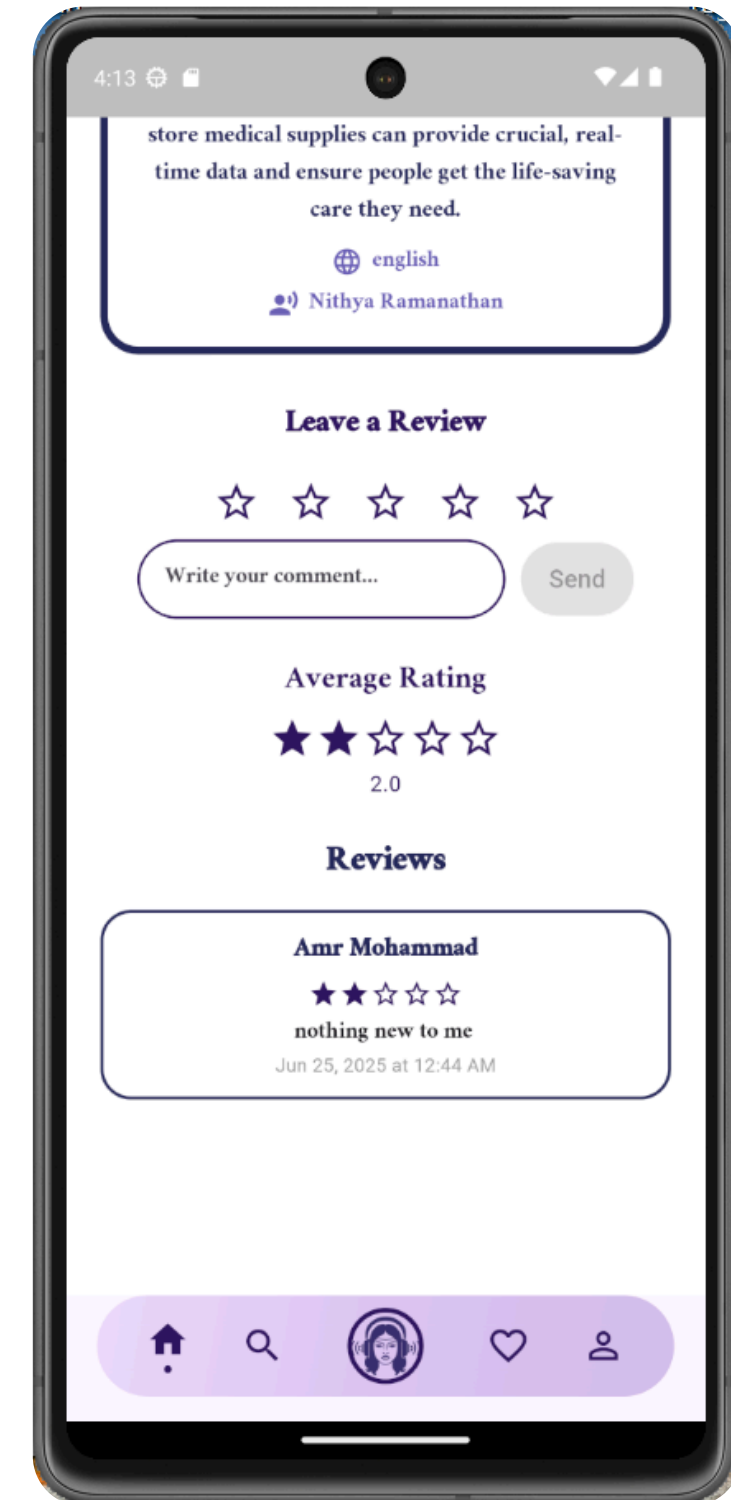 4:13
store medical supplies can provide crucial, real-
time data and ensure people get the life-saving
care they need.
english
Nithya Ramanathan
Leave a Review
Write your comment...
Send
Average Rating
2.0
Reviews
Amr Mohammad
nothing new to me
Jun 25, 2025 at 12:44 AM